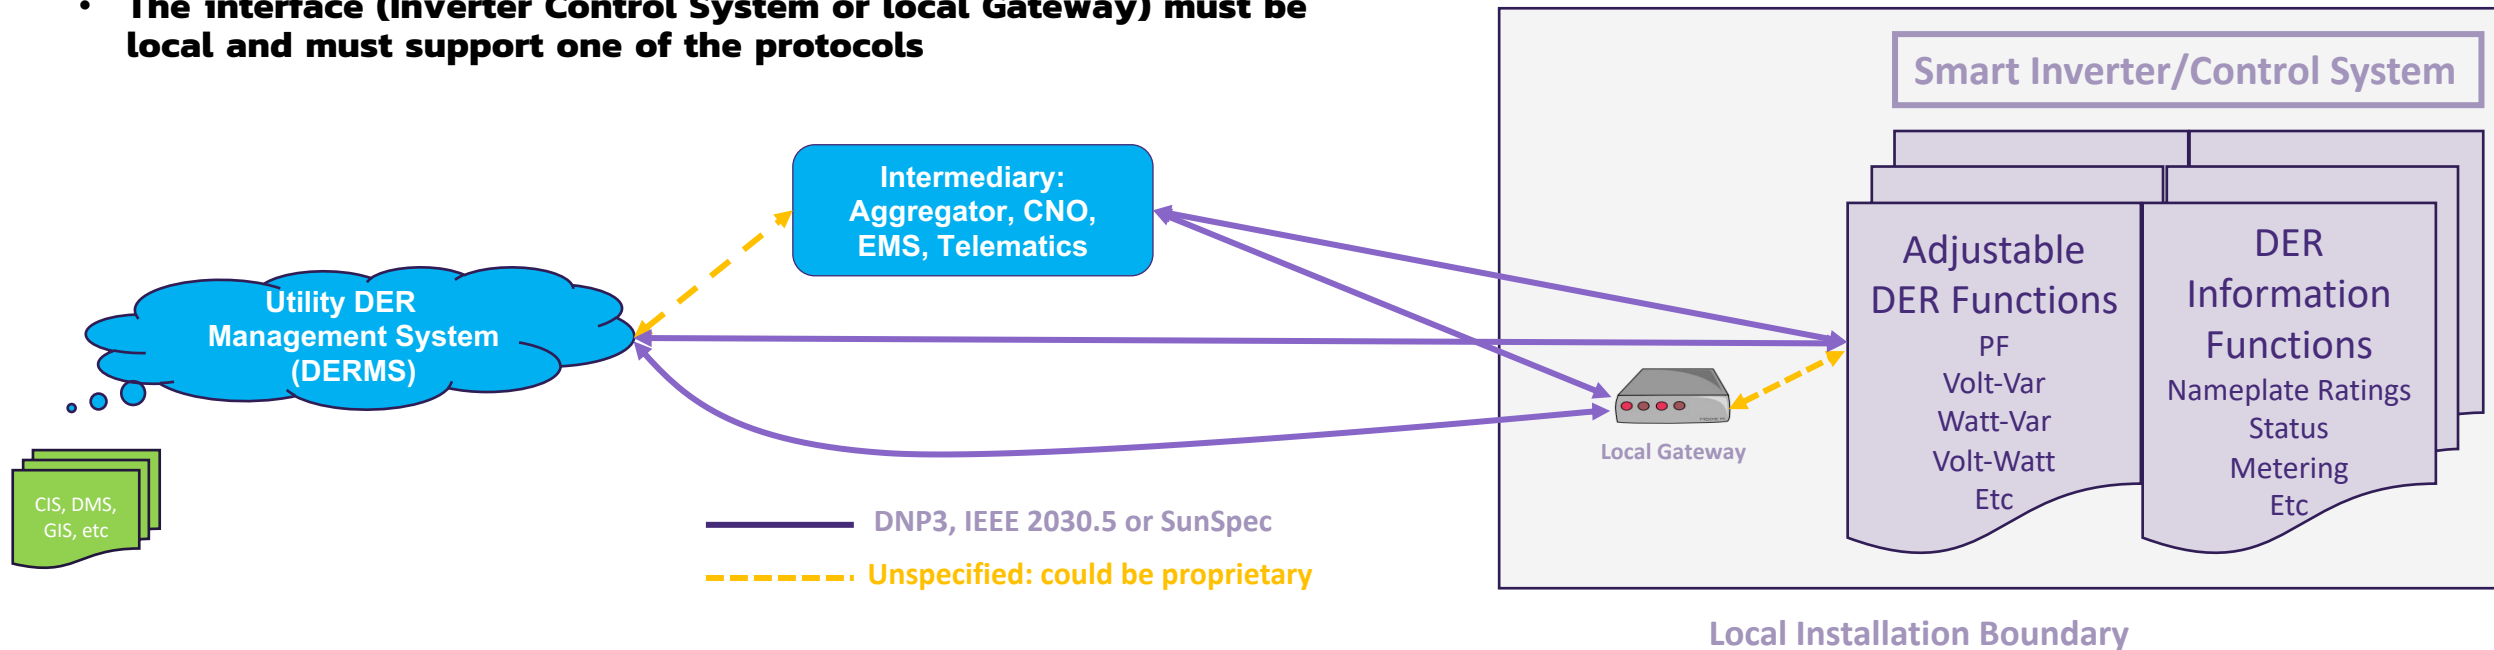 • The interface (Inverter Control System or local Gateway) must be
local and must support one of the protocols
Smart Inverter/Control System
Intermediary:
Aggregator, CNO,
EMS, Telematics
Utility DER
Management System
(DERMS)
CIS, DMS,
GIS, etc
Adjustable
DER Functions
PF
Volt-Var
Watt-Var
Volt-Watt
Etc
DER
Information
Functions
Nameplate Ratings
Status
Metering
Etc
Local Gateway
DNP3, IEEE 2030.5 or SunSpec
Unspecified: could be proprietary
Local Installation Boundary